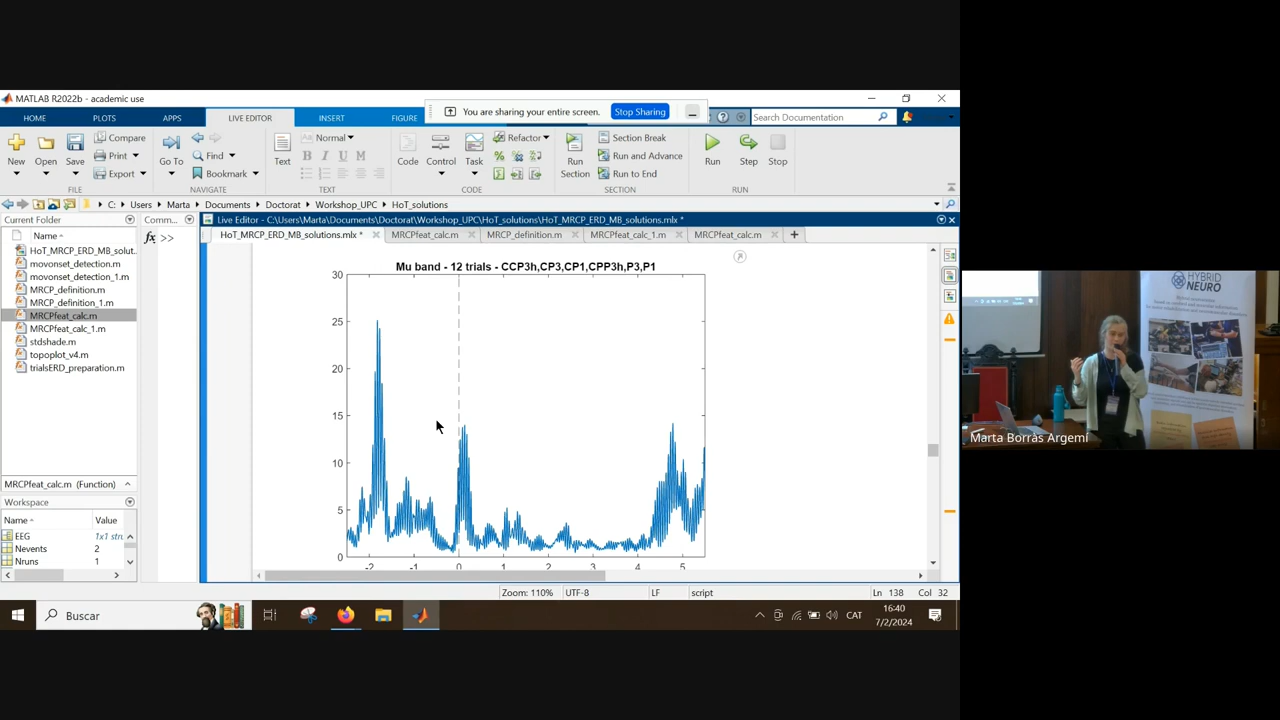 MATLAB R2022b - academic use
You are sharing your entire screen.
Stop Sharing
HOME PLOTS APPS LIVE EDITOR INSERT FIGURE
Search Documentation
New Open Save Compare Print Export
Go To Find Bookmark
Text Normal
B I U M
Code Control Task Refactor
Run Section Section Break Run and Advance Run to End
Run Step Stop
FILE NAVIGATE TEXT CODE SECTION RUN
C: Users Marta Documents Doctorat Workshop_UPC HoT_solutions
Current Folder
Name
HoT_MRCP_ERD_MB_solut...
movonset_detection.m
movonset_detection_1.m
MRCP_definition.m
MRCP_definition_1.m
MRCPfeat_calc.m
MRCPfeat_calc_1.m
stdshade.m
topoplot_v4.m
trialsERD_preparation.m
MRCPfeat_calc.m (Function)
Workspace
Name Value
EEG 1x1 stru
Nevents 2
Nruns 1
Comm...
fx >>
Live Editor - C:\Users\Marta\Documents\Doctorat\Workshop_UPC\HoT_solutions\HoT_MRCP_ERD_MB_solutions.mlx *
HoT_MRCP_ERD_MB_solutions.mlx * MRCPfeat_calc.m MRCP_definition.m MRCPfeat_calc_1.m MRCPfeat_calc.m
Mu band - 12 trials - CCP3h,CP3,CP1,CPP3h,P3,P1
30
25
20
15
10
5
0
-2 -1 0 1 2 3 4 5
Zoom: 110% UTF-8 LF script Ln 138 Col 32
Buscar
CAT
16:40
7/2/2024
HYBRID
NEURO
Marta Borràs Argemí